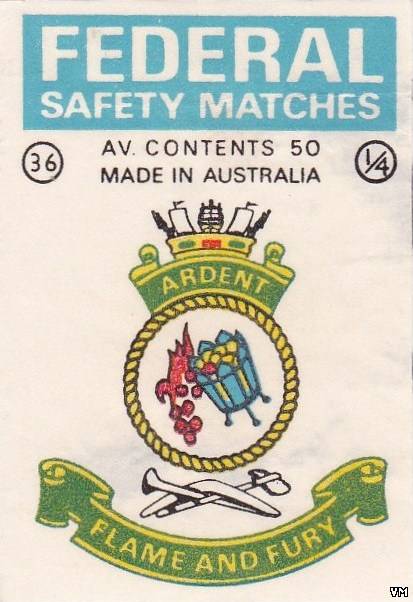 FEDERAL
SAFETY MATCHES
36
AV. CONTENTS 50
1/4
MADE IN AUSTRALIA
ARDENT
FLAME AND FURY
VM